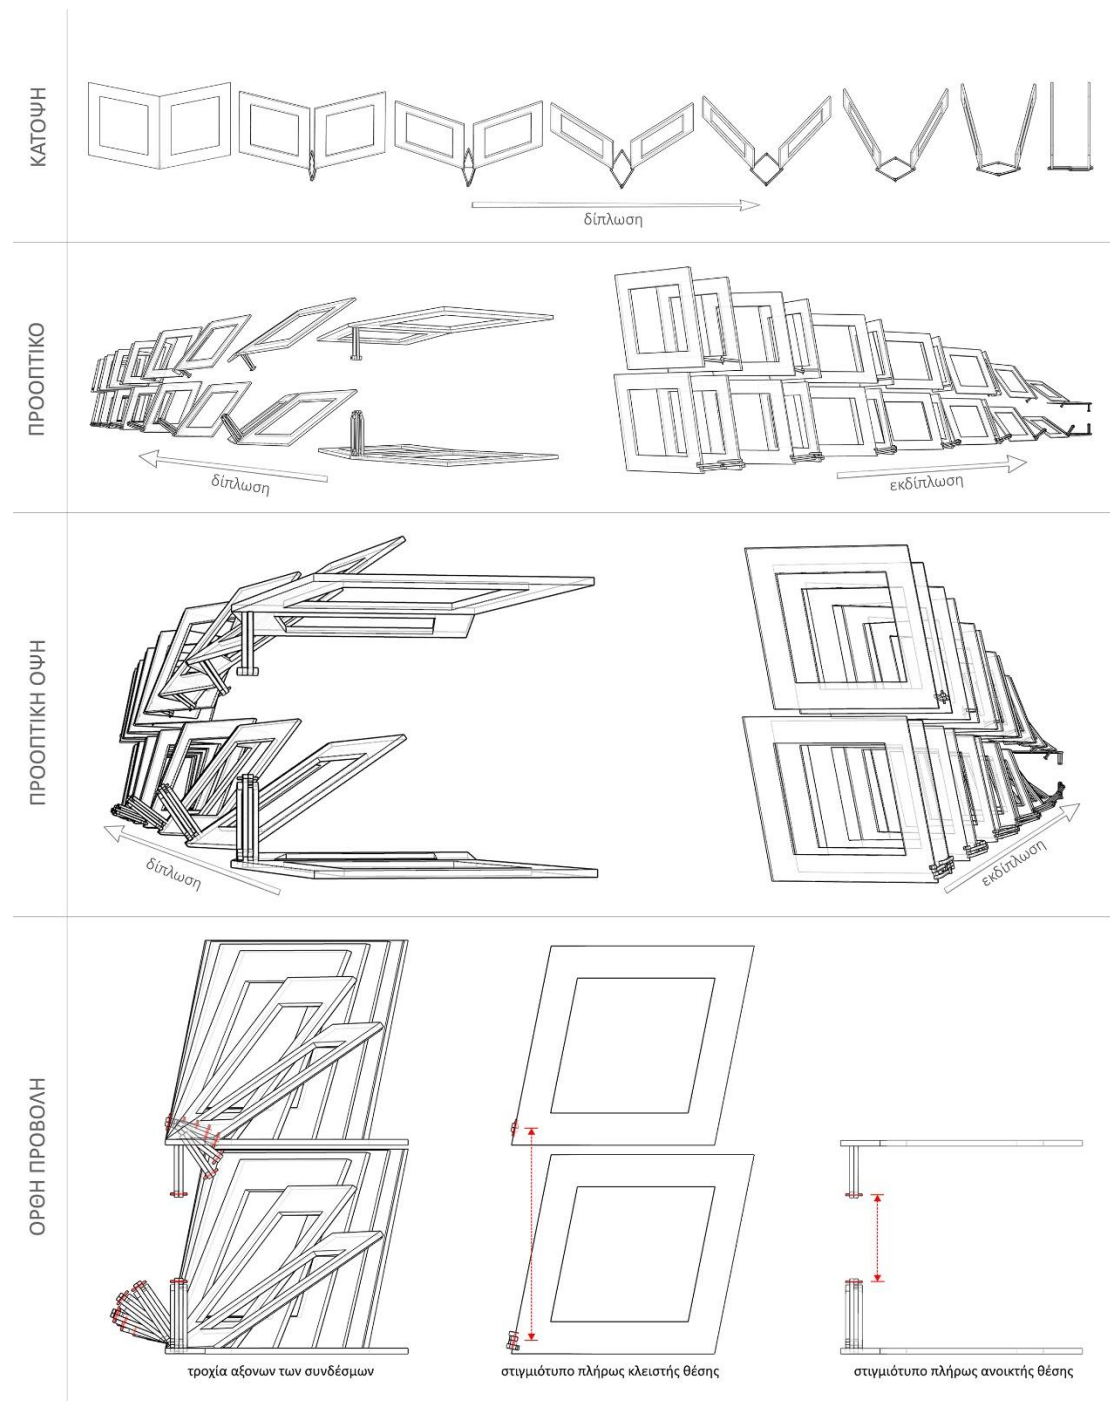 ΚΑΤΟΨΗ
δίπλωση
ΠΡΟΟΠΤΙΚΟ
δίπλωση
εκδίπλωση
ΠΡΟΟΠΤΙΚΗ ΟΨΗ
δίπλωση
εκδίπλωση
ΟΡΘΗ ΠΡΟΒΟΛΗ
τροχία αξονων των συνδέσμων
στιγμιότυπο πλήρως κλειστής θέσης
στιγμιότυπο πλήρως ανοικτής θέσης